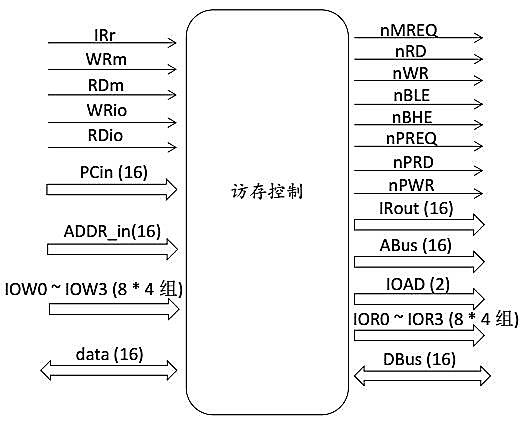 IRr
WRm
RDm
WRio
RDio
PCin (16)
ADDR_in(16)
IOW0 ~ IOW3 (8 * 4 组)
data (16)
访存控制
nMREQ
nRD
nWR
nBLE
nBHE
nPREQ
nPRD
nPWR
IRout (16)
ABus (16)
IOAD (2)
IOR0 ~ IOR3 (8 * 4 组)
DBus (16)